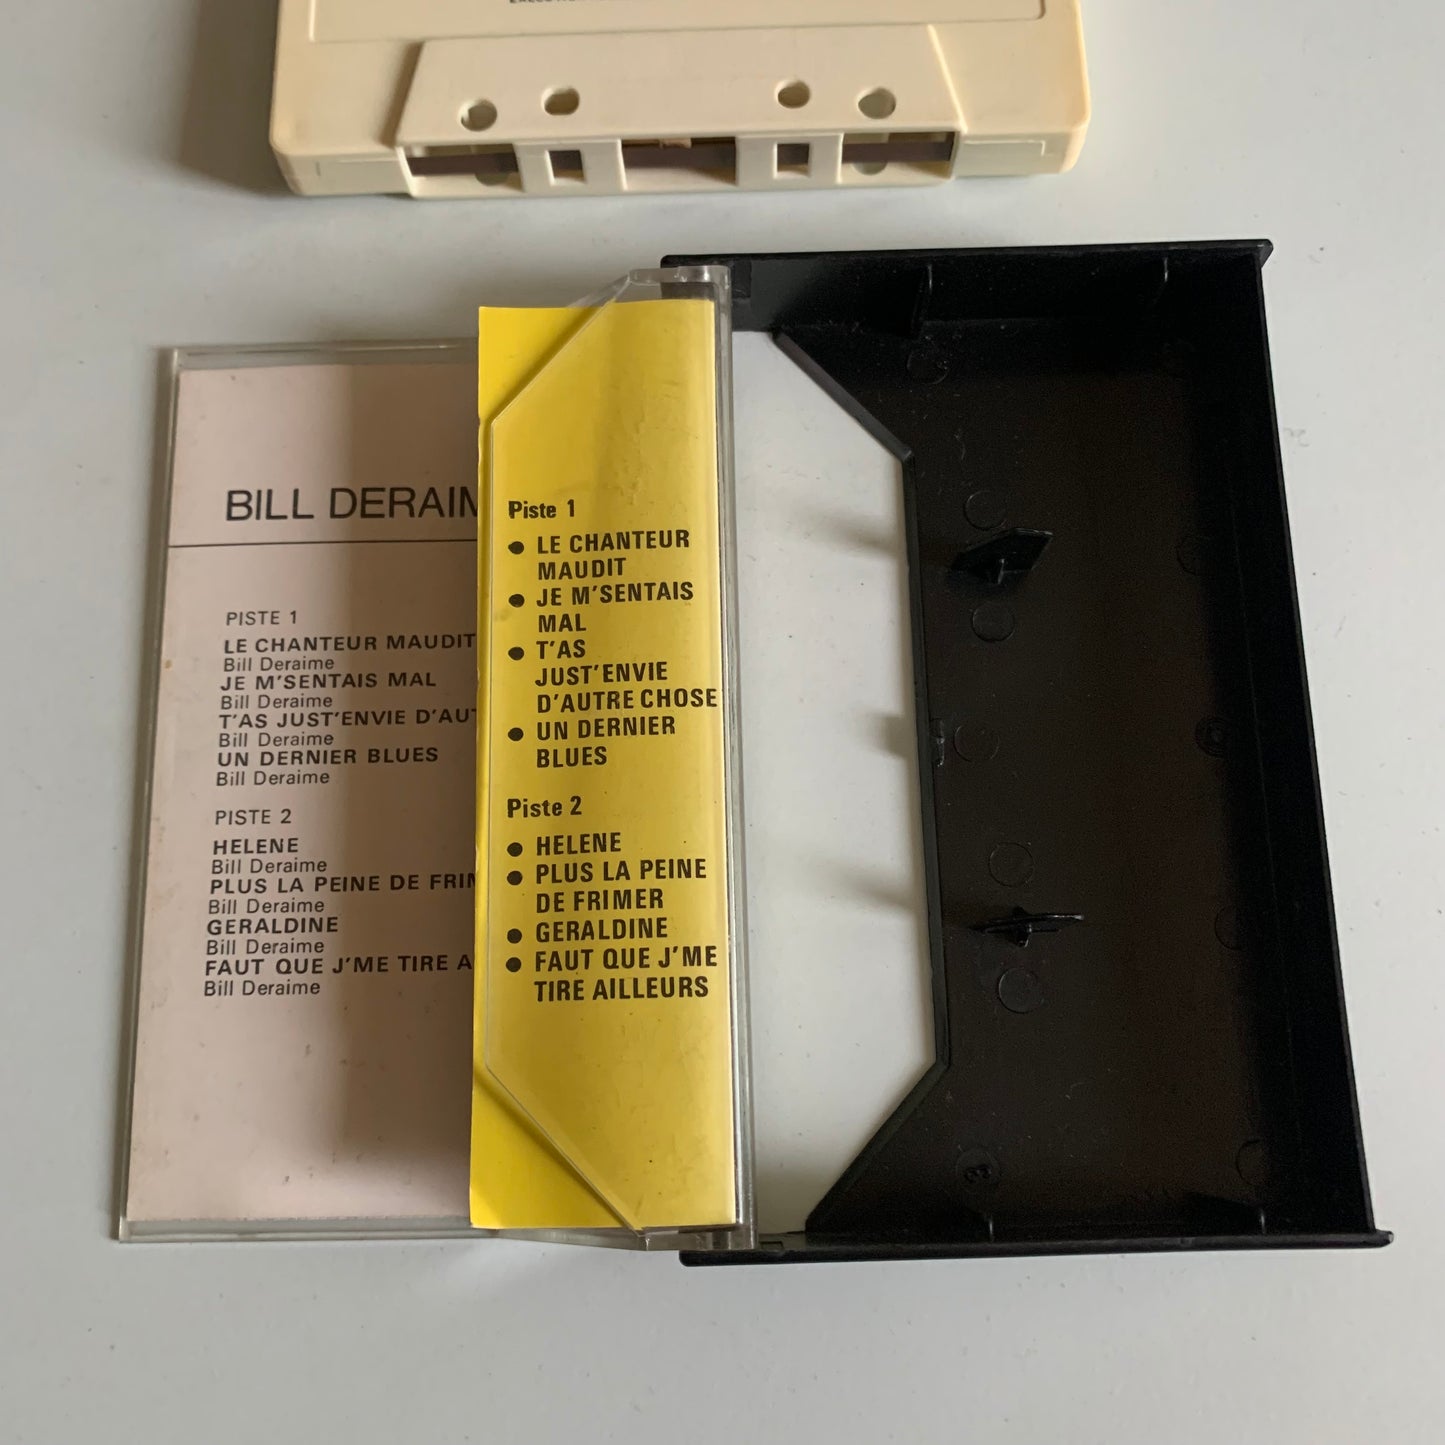 BILL DERAIM
PISTE 1
LE CHANTEUR MAUDIT
Bill Deraime
JE M'SENTAIS MAL
Bill Deraime
T'AS JUST'ENVIE D'AUT
Bill Deraime
UN DERNIER BLUES
Bill Deraime
PISTE 2
HELENE
Bill Deraime
PLUS LA PEINE DE FRIM
Bill Deraime
GERALDINE
Bill Deraime
FAUT QUE J'ME TIRE A
Bill Deraime
Piste 1
● LE CHANTEUR
MAUDIT
● JE M'SENTAIS
MAL
● T'AS
JUST'ENVIE
D'AUTRE CHOSE
● UN DERNIER
BLUES
Piste 2
● HELENE
● PLUS LA PEINE
DE FRIMER
● GERALDINE
● FAUT QUE J'ME
TIRE AILLEURS